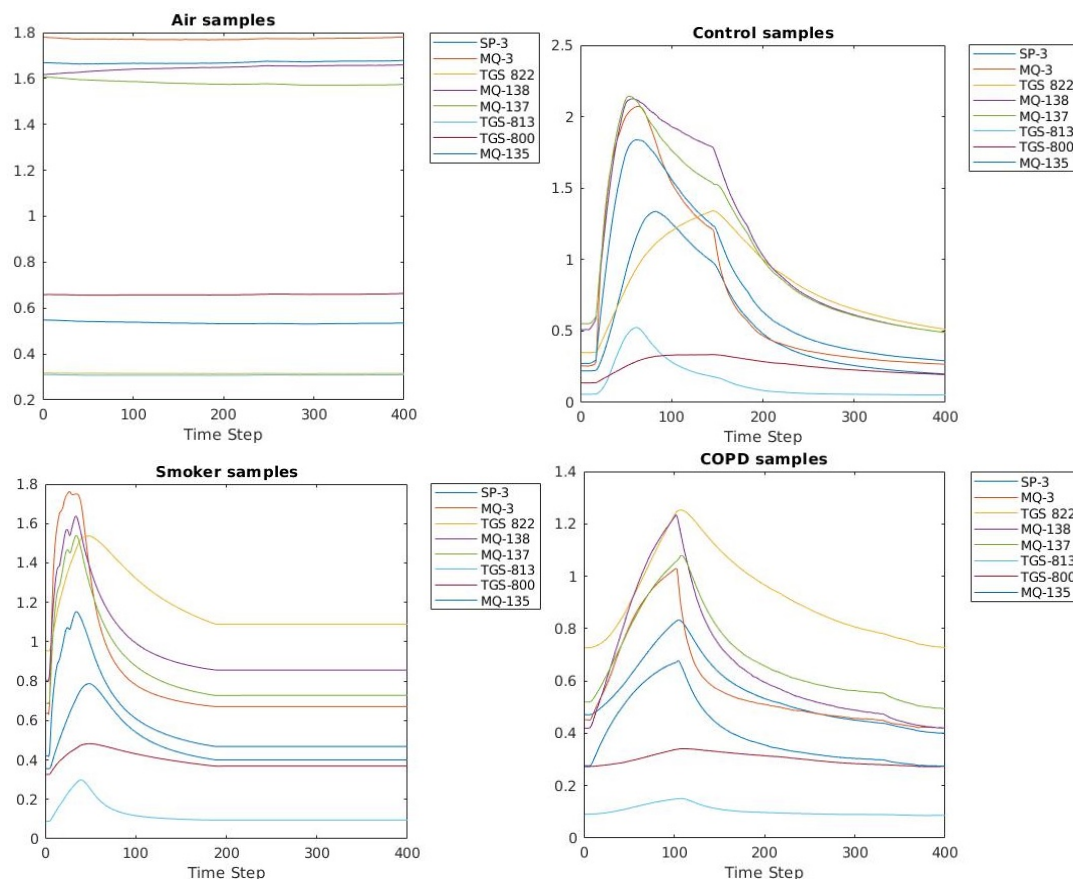 Air samples
1.8
1.6
1.4
1.2
1
0.8
0.6
0.4
0.2
0 100 200 300 400
Time Step
SP-3
MQ-3
TGS 822
MQ-138
MQ-137
TGS-813
TGS-800
MQ-135
Control samples
2.5
2
1.5
1
0.5
0
0 100 200 300 400
Time Step
SP-3
MQ-3
TGS 822
MQ-138
MQ-137
TGS-813
TGS-800
MQ-135
Smoker samples
1.8
1.6
1.4
1.2
1
0.8
0.6
0.4
0.2
0
0 100 200 300 400
Time Step
SP-3
MQ-3
TGS 822
MQ-138
MQ-137
TGS-813
TGS-800
MQ-135
COPD samples
1.4
1.2
1
0.8
0.6
0.4
0.2
0
0 100 200 300 400
Time Step
SP-3
MQ-3
TGS 822
MQ-138
MQ-137
TGS-813
TGS-800
MQ-135